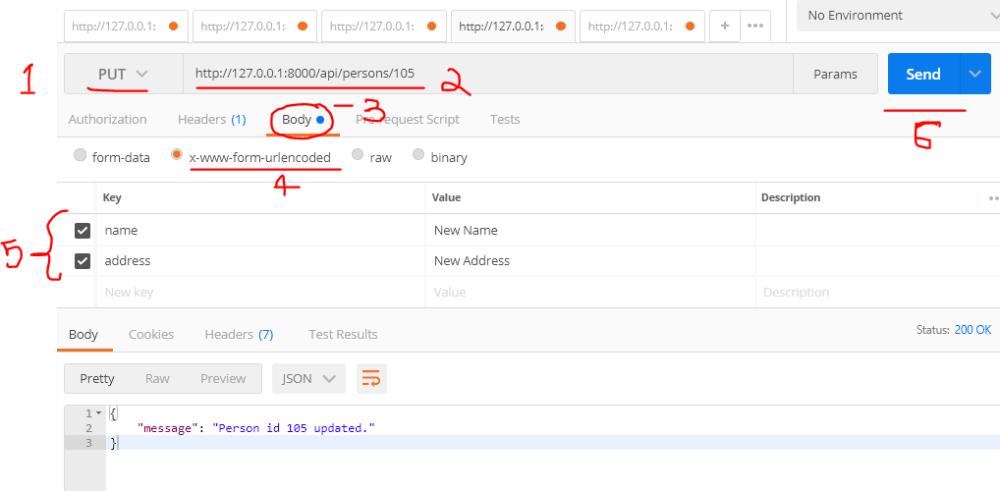 http://127.0.0.1: http://127.0.0.1: http://127.0.0.1: http://127.0.0.1: http://127.0.0.1: + ••• No Environment
1 PUT http://127.0.0.1:8000/api/persons/105 2 Params Send
Authorization Headers (1) Body - 3 Pre-request Script Tests 6
form-data x-www-form-urlencoded raw binary
4
Key Value Description
5
name New Name
address New Address
New key Value Description
Body Cookies Headers (7) Test Results Status: 200 OK
Pretty Raw Preview JSON
1 {
2 "message": "Person id 105 updated."
3 }